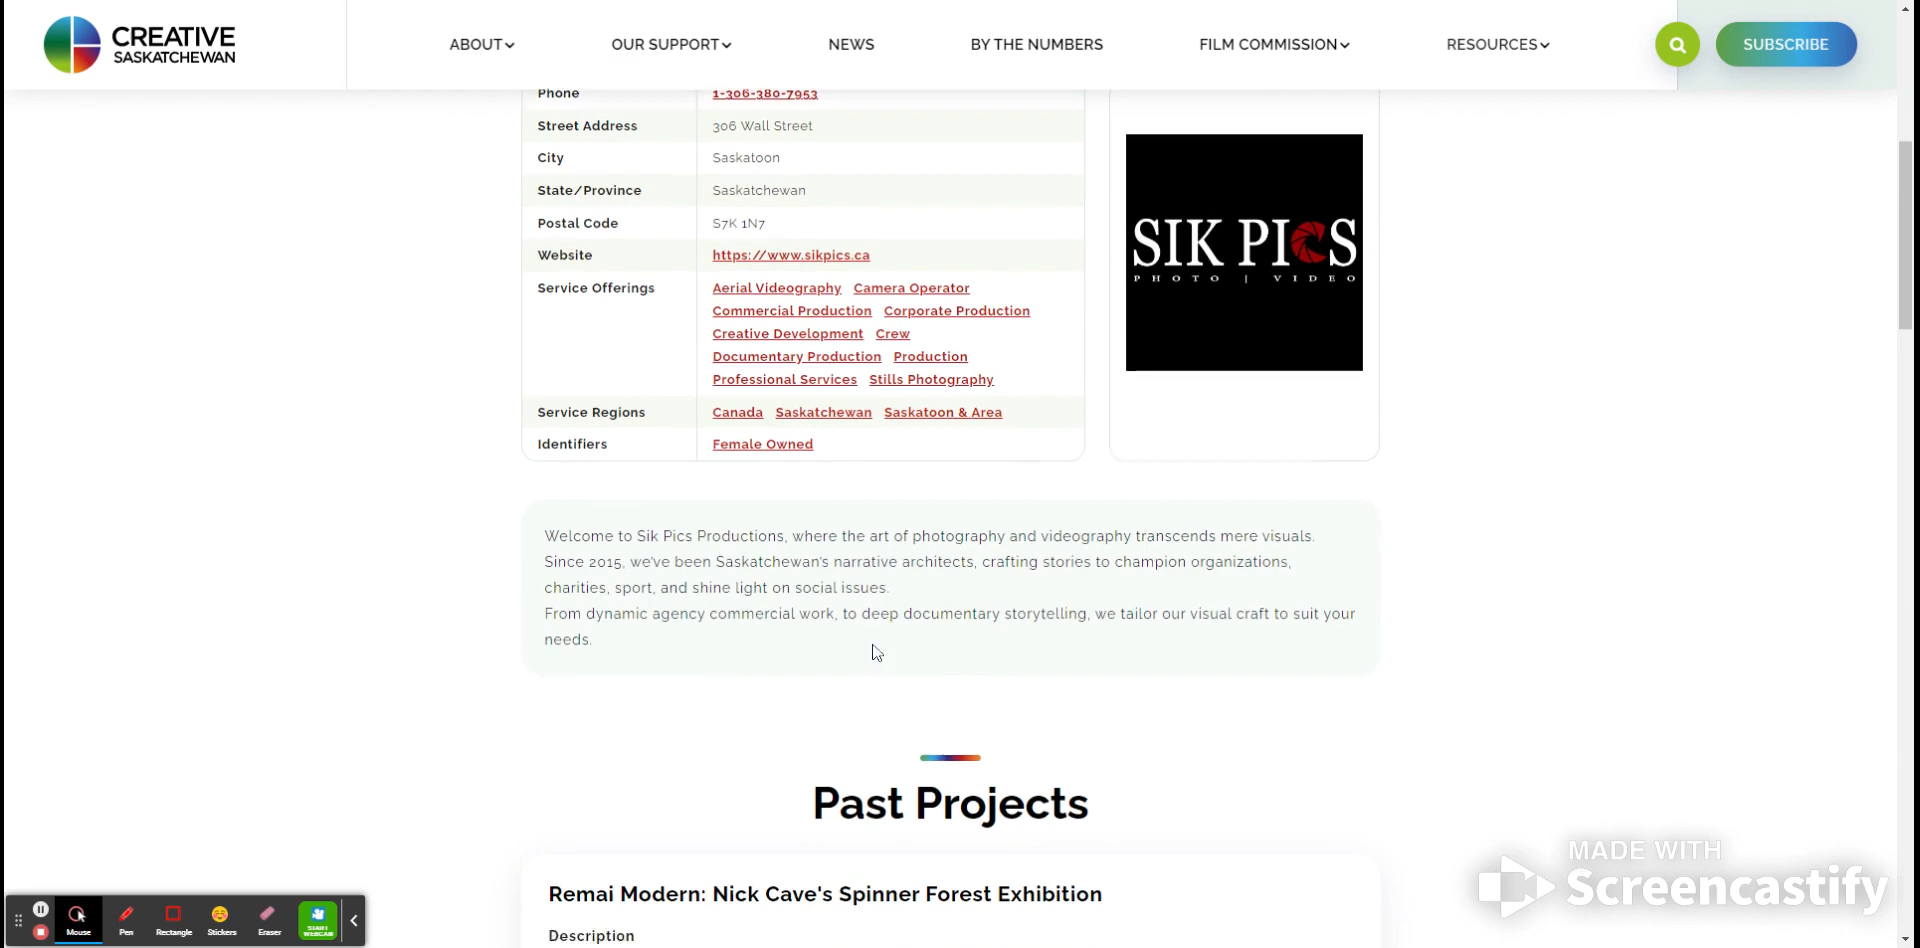 CREATIVE
SASKATCHEWAN
ABOUT
OUR SUPPORT
NEWS
BY THE NUMBERS
FILM COMMISSION
RESOURCES
SUBSCRIBE
Phone 1-306-380-7953
Street Address 306 Wall Street
City Saskatoon
State/Province Saskatchewan
Postal Code S7K 1N7
Website https://www.sikpics.ca
Service Offerings Aerial Videography Camera Operator
Commercial Production Corporate Production
Creative Development Crew
Documentary Production Production
Professional Services Stills Photography
Service Regions Canada Saskatchewan Saskatoon & Area
Identifiers Female Owned
SIK PICS
PHOTO | VIDEO
Welcome to Sik Pics Productions, where the art of photography and videography transcends mere visuals.
Since 2015, we've been Saskatchewan's narrative architects, crafting stories to champion organizations,
charities, sport, and shine light on social issues.
From dynamic agency commercial work, to deep documentary storytelling, we tailor our visual craft to suit your
needs.
Past Projects
Remai Modern: Nick Cave's Spinner Forest Exhibition
Description
Mouse
Pen
Rectangle
Stickers
Eraser
START
WEBCAM
MADE WITH
Screencastify